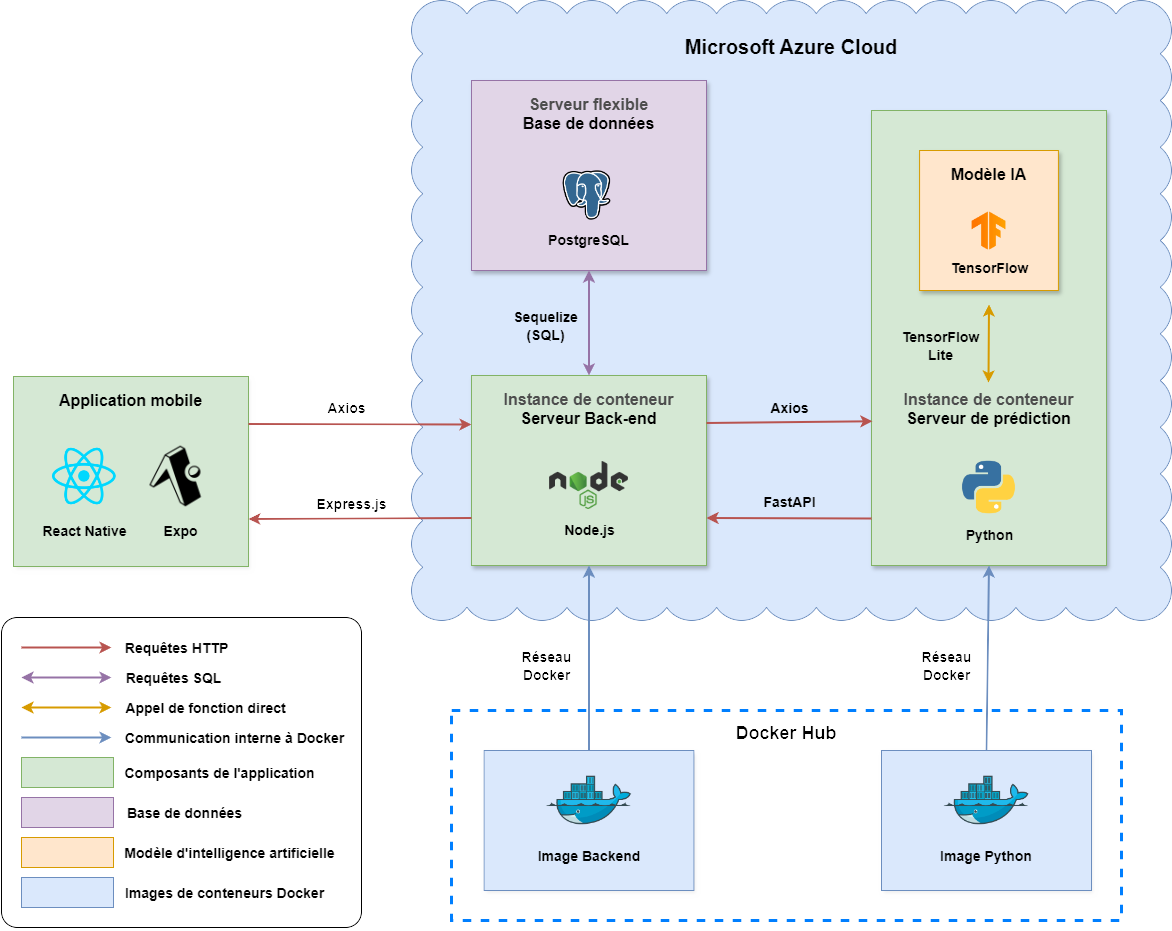 Microsoft Azure Cloud
Serveur flexible
Base de données
PostgreSQL
Modèle IA
TensorFlow
Sequelize
(SQL)
TensorFlow
Lite
Application mobile
React Native
Expo
Axios
Express.js
Instance de conteneur
Serveur Back-end
node
JS
Node.js
Axios
FastAPI
Instance de conteneur
Serveur de prédiction
Python
Réseau
Docker
Réseau
Docker
Requêtes HTTP
Requêtes SQL
Appel de fonction direct
Communication interne à Docker
Composants de l'application
Base de données
Modèle d'intelligence artificielle
Images de conteneurs Docker
Docker Hub
Image Backend
Image Python